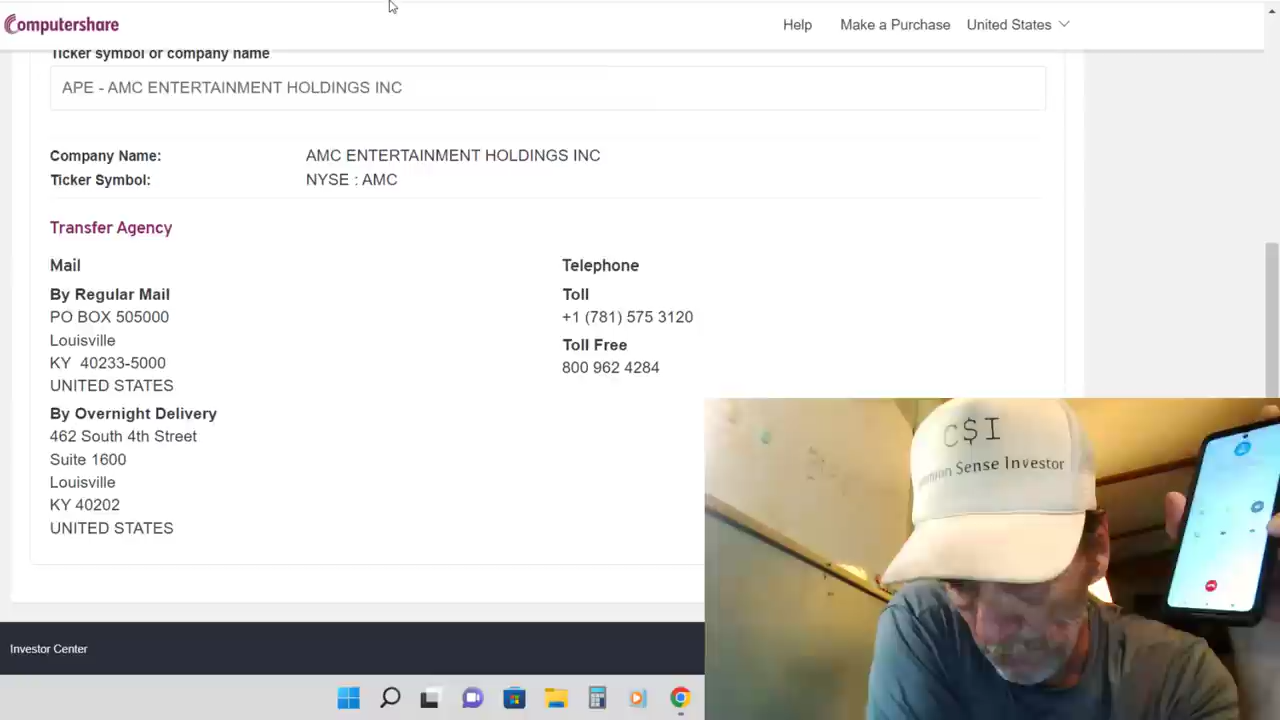 Computershare
Help
Make a Purchase
United States
Ticker symbol or company name
APE - AMC ENTERTAINMENT HOLDINGS INC
Company Name:
AMC ENTERTAINMENT HOLDINGS INC
Ticker Symbol:
NYSE : AMC
Transfer Agency
Mail
By Regular Mail
PO BOX 505000
Louisville
KY 40233-5000
UNITED STATES
By Overnight Delivery
462 South 4th Street
Suite 1600
Louisville
KY 40202
UNITED STATES
Telephone
Toll
+1 (781) 575 3120
Toll Free
800 962 4284
C$I
Sense Investor
Investor Center